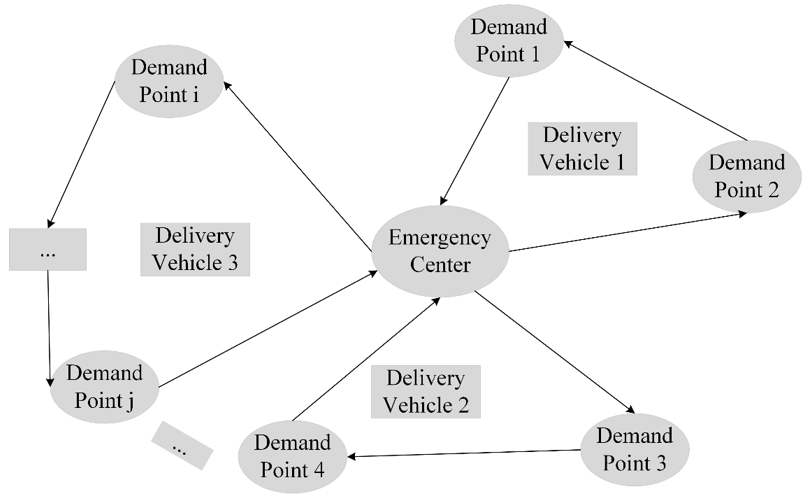 Demand
Point 1
Demand
Point i
Delivery
Vehicle 1
Demand
Point 2
Delivery
Vehicle 3
Emergency
Center
...
Delivery
Vehicle 2
Demand
Point j
...
Demand
Point 4
Demand
Point 3